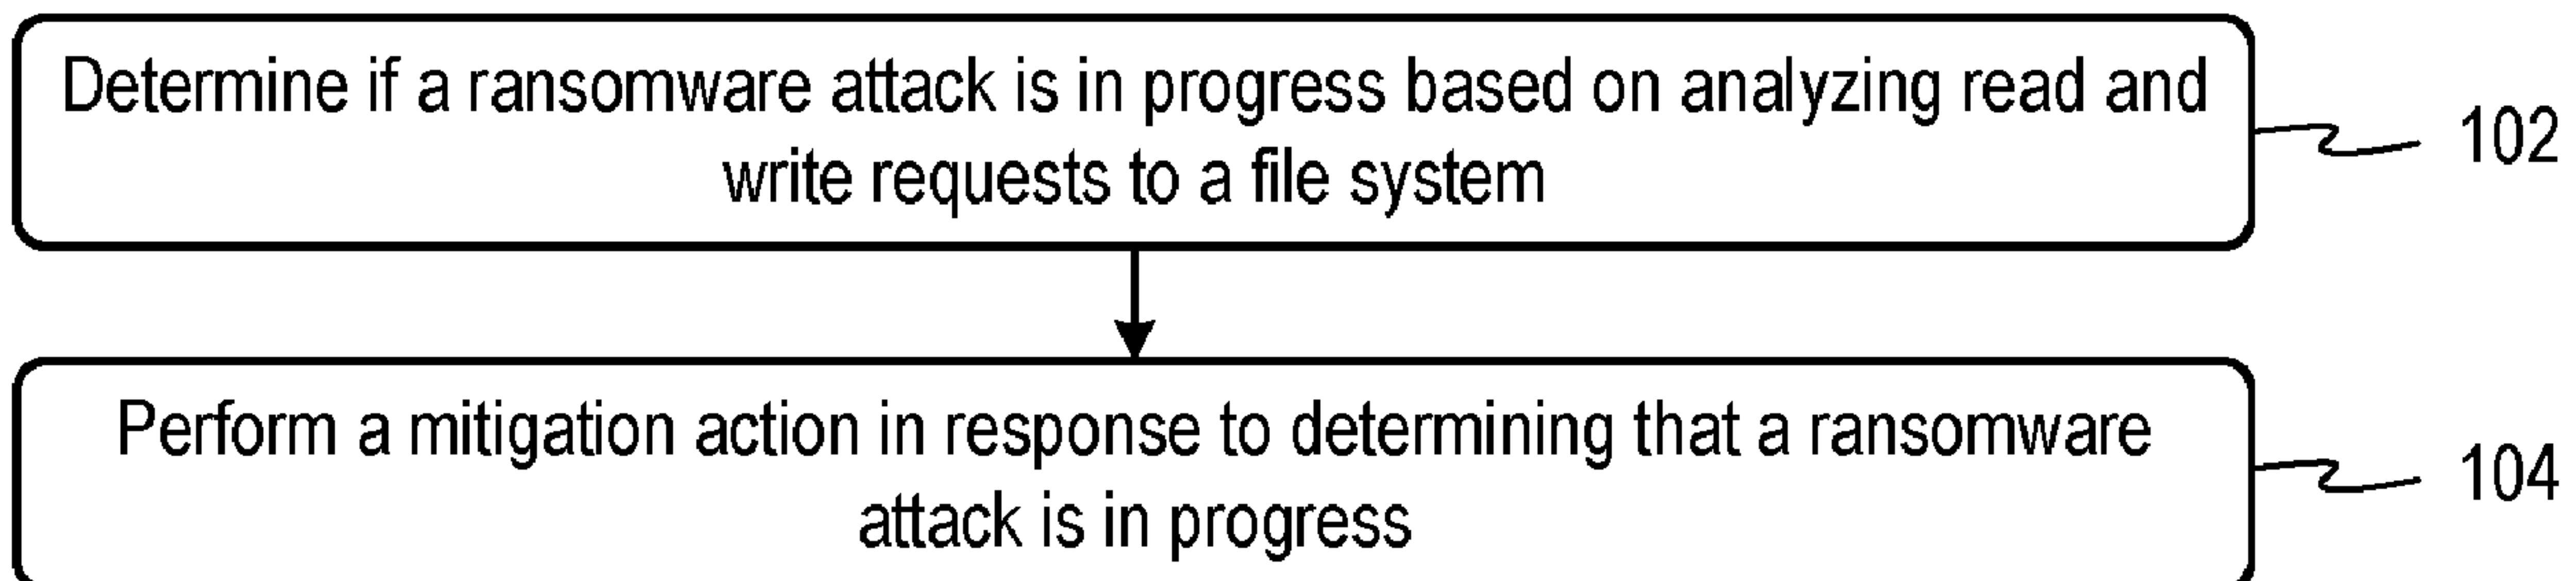 Determine if a ransomware attack is in progress based on analyzing read and
write requests to a file system
102
Perform a mitigation action in response to determining that a ransomware
attack is in progress
104